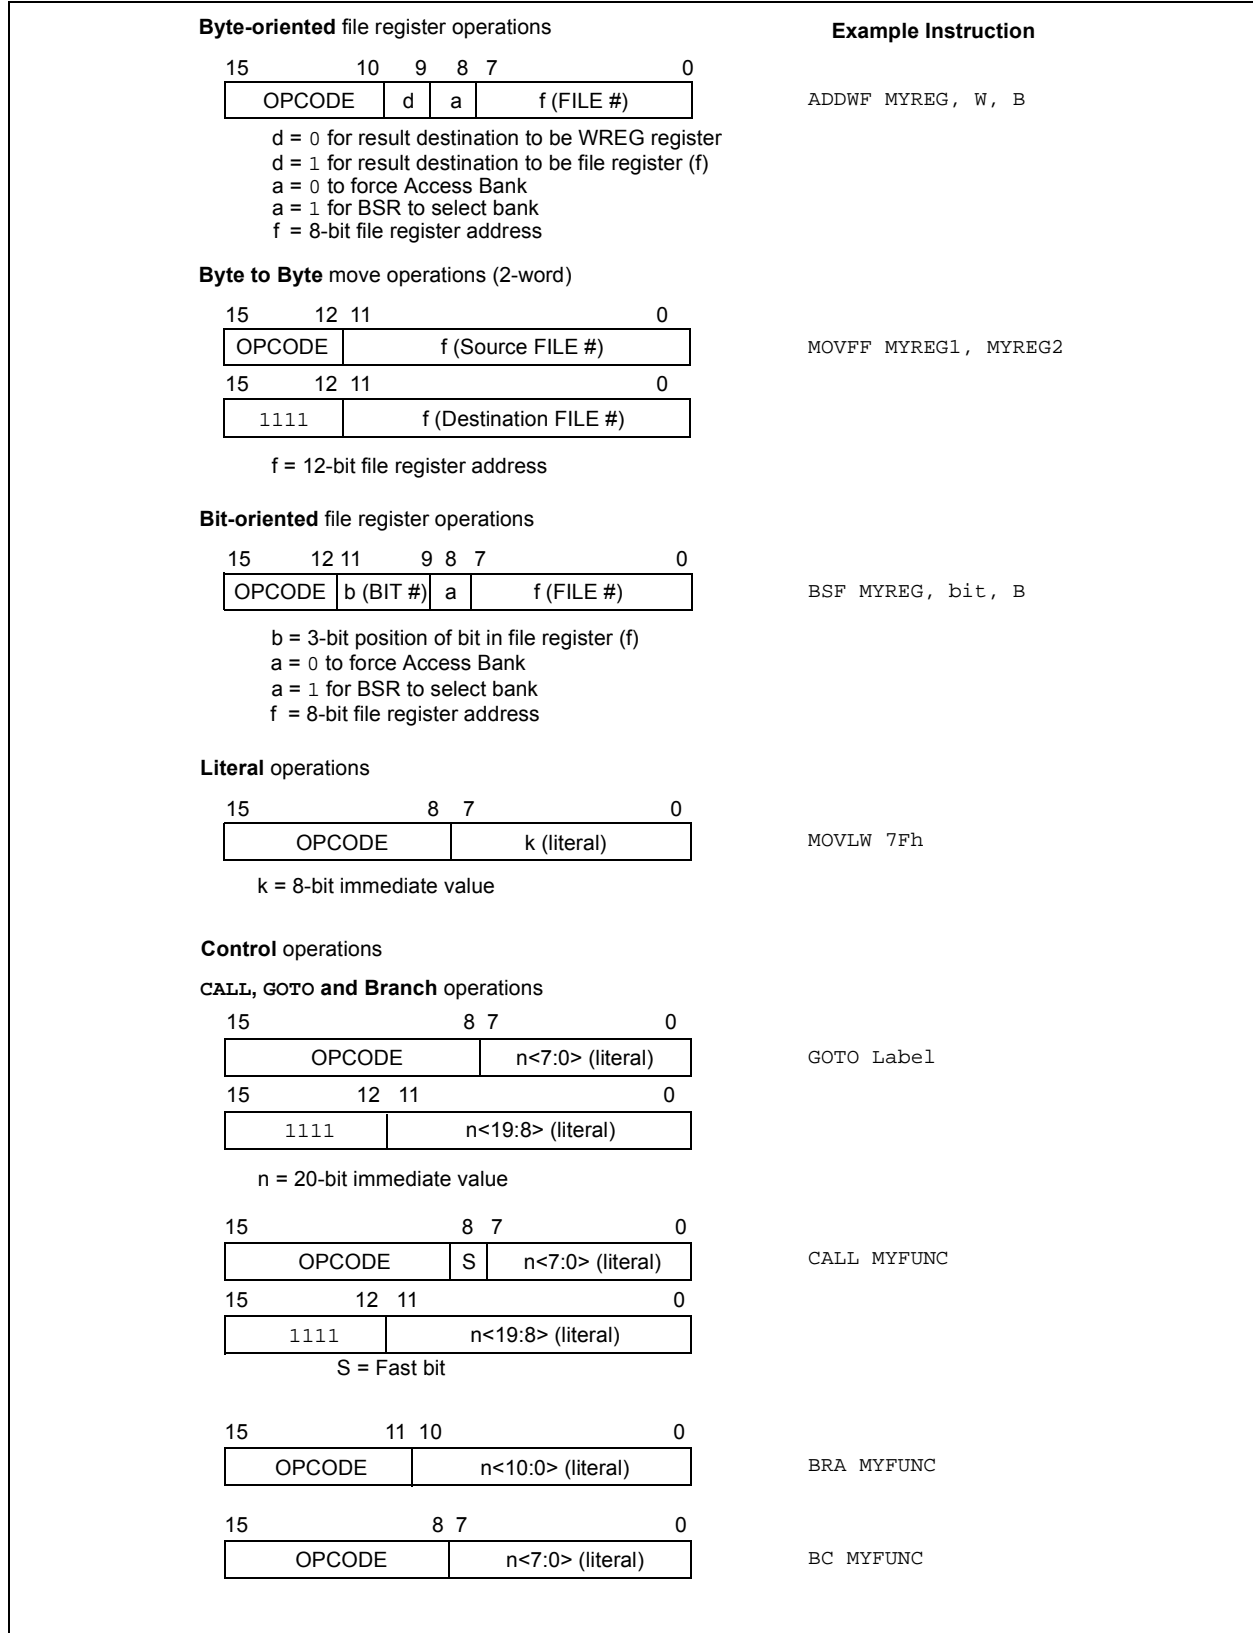 Byte-oriented file register operations
Example Instruction
15 10 9 8 7 0
OPCODE d a f (FILE #)
ADDWF MYREG, W, B
d = 0 for result destination to be WREG register
d = 1 for result destination to be file register (f)
a = 0 to force Access Bank
a = 1 for BSR to select bank
f = 8-bit file register address
Byte to Byte move operations (2-word)
15 12 11 0
OPCODE f (Source FILE #)
MOVFF MYREG1, MYREG2
15 12 11 0
1111 f (Destination FILE #)
f = 12-bit file register address
Bit-oriented file register operations
15 12 11 9 8 7 0
OPCODE b (BIT #) a f (FILE #)
BSF MYREG, bit, B
b = 3-bit position of bit in file register (f)
a = 0 to force Access Bank
a = 1 for BSR to select bank
f = 8-bit file register address
Literal operations
15 8 7 0
OPCODE k (literal)
MOVLW 7Fh
k = 8-bit immediate value
Control operations
CALL, GOTO and Branch operations
15 8 7 0
OPCODE n<7:0> (literal)
GOTO Label
15 12 11 0
1111 n<19:8> (literal)
n = 20-bit immediate value
15 8 7 0
OPCODE S n<7:0> (literal)
CALL MYFUNC
15 12 11 0
1111 n<19:8> (literal)
S = Fast bit
15 11 10 0
OPCODE n<10:0> (literal)
BRA MYFUNC
15 8 7 0
OPCODE n<7:0> (literal)
BC MYFUNC